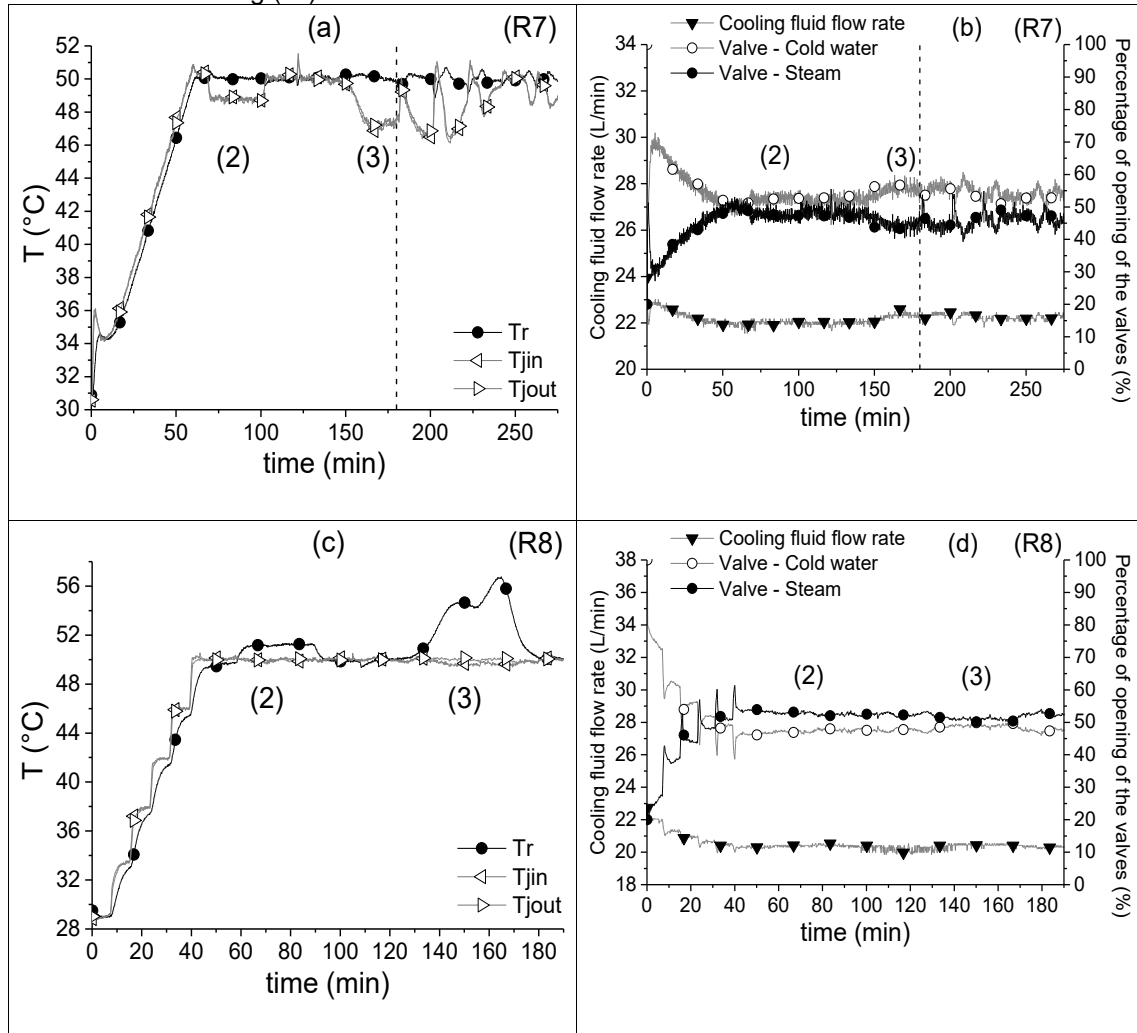 (a) (R7)
52
50
48
46
44
42
40
38
36
34
32
30
T (°C)
(2) (3)
Tr
Tjin
Tjout
0 50 100 150 200 250
time (min)
Cooling fluid flow rate (b) (R7)
Valve - Cold water
Valve - Steam
34
32
30
28
26
24
22
20
Cooling fluid flow rate (L/min)
(2) (3)
100
90
80
70
60
50
40
30
20
10
0
Percentage of opening of the valves (%)
0 50 100 150 200 250
time (min)
(c) (R8)
56
52
48
44
40
36
32
28
T (°C)
(2) (3)
Tr
Tjin
Tjout
0 20 40 60 80 100 120 140 160 180
time (min)
Cooling fluid flow rate (d) (R8)
Valve - Cold water
Valve - Steam
38
36
34
32
30
28
26
24
22
20
18
Cooling fluid flow rate (L/min)
(2) (3)
100
90
80
70
60
50
40
30
20
10
0
Percentage of opening of the valves (%)
0 20 40 60 80 100 120 140 160 180
time (min)